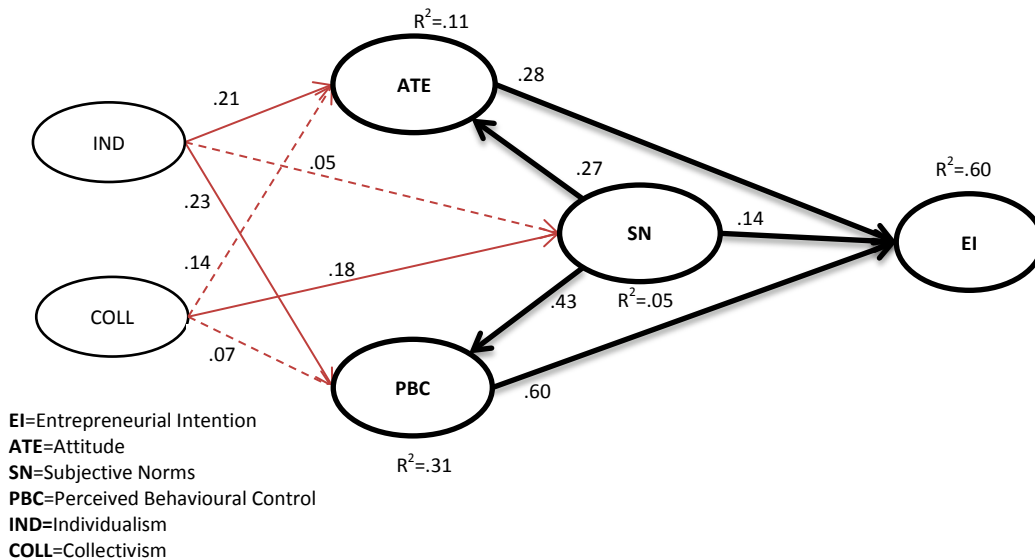 R²=.11
ATE
.28
.21
IND
.05
.27
R²=.60
.23
SN
.14
EI
.14
.18
COLL
.43
R²=.05
.07
PBC
.60
R²=.31
EI=Entrepreneurial Intention
ATE=Attitude
SN=Subjective Norms
PBC=Perceived Behavioural Control
IND=Individualism
COLL=Collectivism